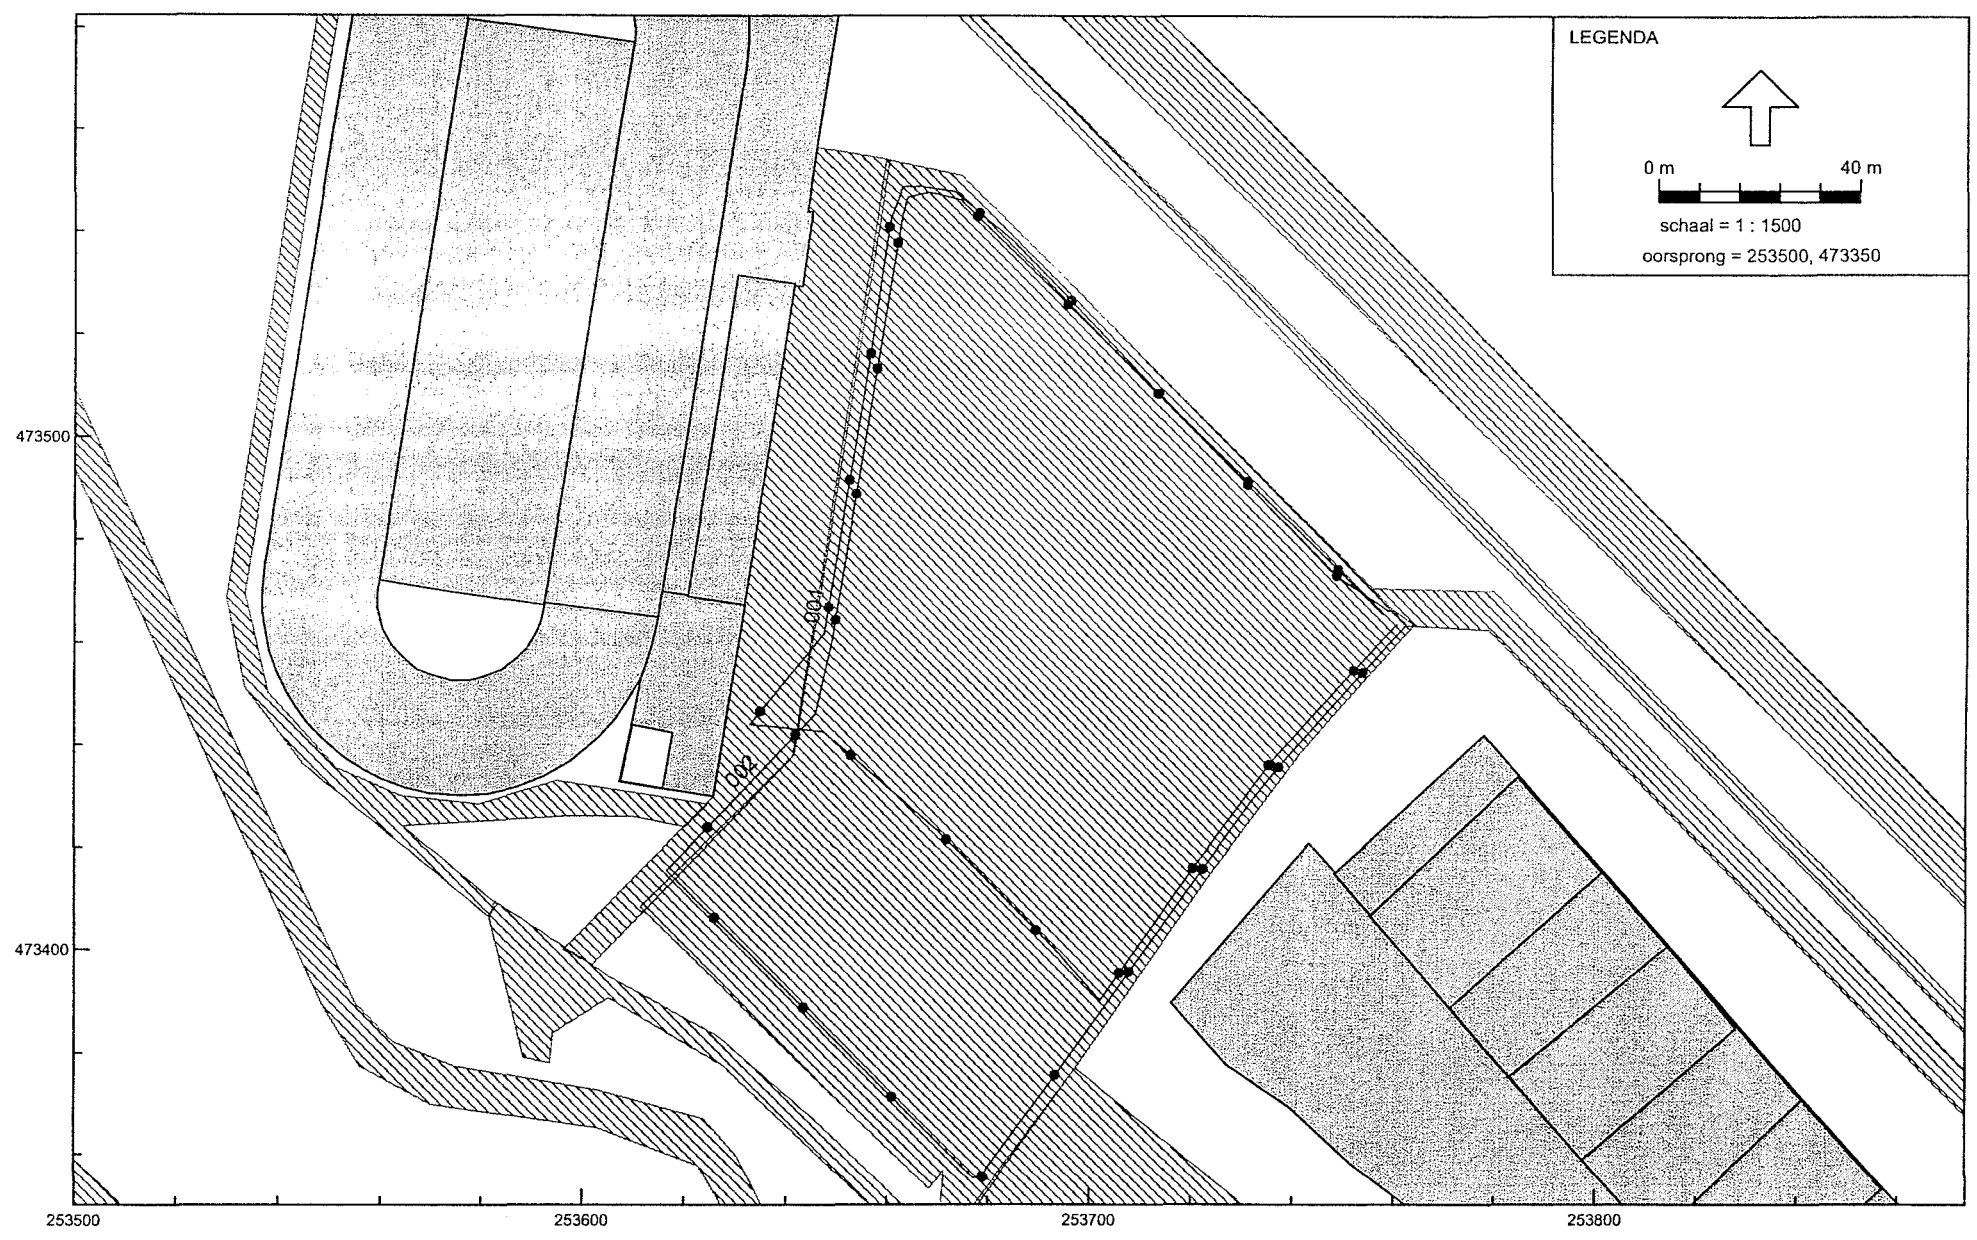 LEGENDA
0 m 40 m
schaal = 1 : 1500
oorsprong = 253500, 473350
473500
001
002
473400
253500 253600 253700 253800